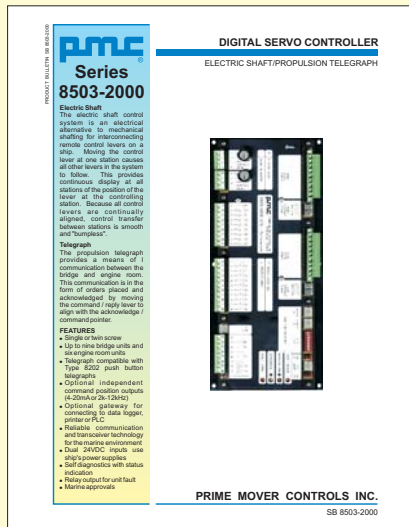 PRODUCT BULLETIN SB 8503-2000
pmc
®
Series
8503-2000
Electric Shaft
The electric shaft control
system is an electrical
alternative to mechanical
shafting for interconnecting
remote control levers on a
ship. Moving the control
lever at one station causes
all other levers in the system
to follow. This provides
continuous display at all
stations of the position of the
lever at the controlling
station. Because all control
levers are continually
aligned, control transfer
between stations is smooth
and "bumpless".
Telegraph
The propulsion telegraph
provides a means of l
communication between the
bridge and engine room.
This communication is in the
form of orders placed and
acknowledged by moving
the command / reply lever to
align with the acknowledge /
command pointer.
FEATURES
• Single or twin screw
• Up to nine bridge units and
six engine room units
• Telegraph compatible with
Type 8202 push button
telegraphs
• Optional independent
command position outputs
(4-20mA or 2k-12kHz)
• Optional gateway for
connecting to data logger,
printer or PLC
• Reliable communication
and transceiver technology
for the marine environment
• Dual 24VDC inputs use
ship's power supplies
• Self diagnostics with status
indication
• Relay output for unit fault
• Marine approvals
DIGITAL SERVO CONTROLLER
ELECTRIC SHAFT/PROPULSION TELEGRAPH
pmc
PRIME MOVER CONTROLS INC.
SB 8503-2000